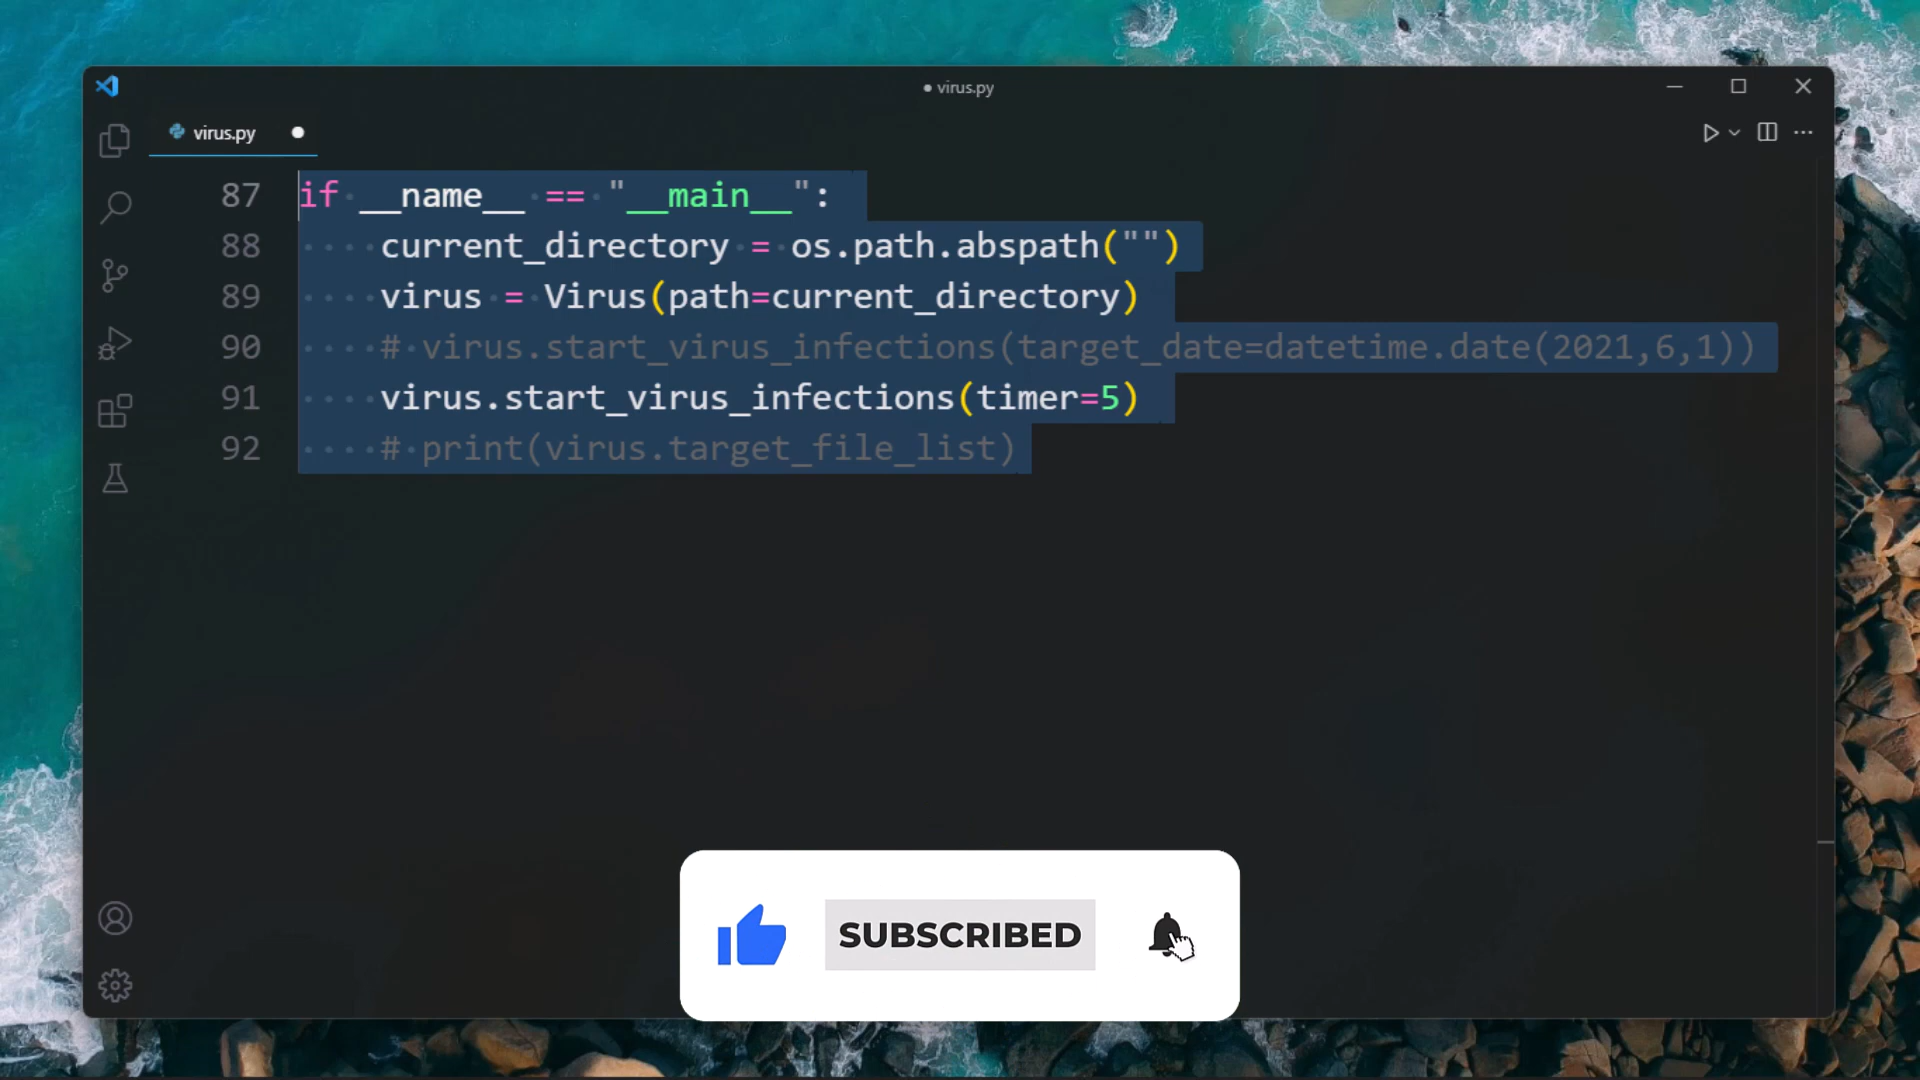 virus.py
virus.py
87 if __name__ == "__main__":
88 current_directory = os.path.abspath("")
89 virus = Virus(path=current_directory)
90 # virus.start_virus_infections(target_date=datetime.date(2021,6,1))
91 virus.start_virus_infections(timer=5)
92 # print(virus.target_file_list)
SUBSCRIBED